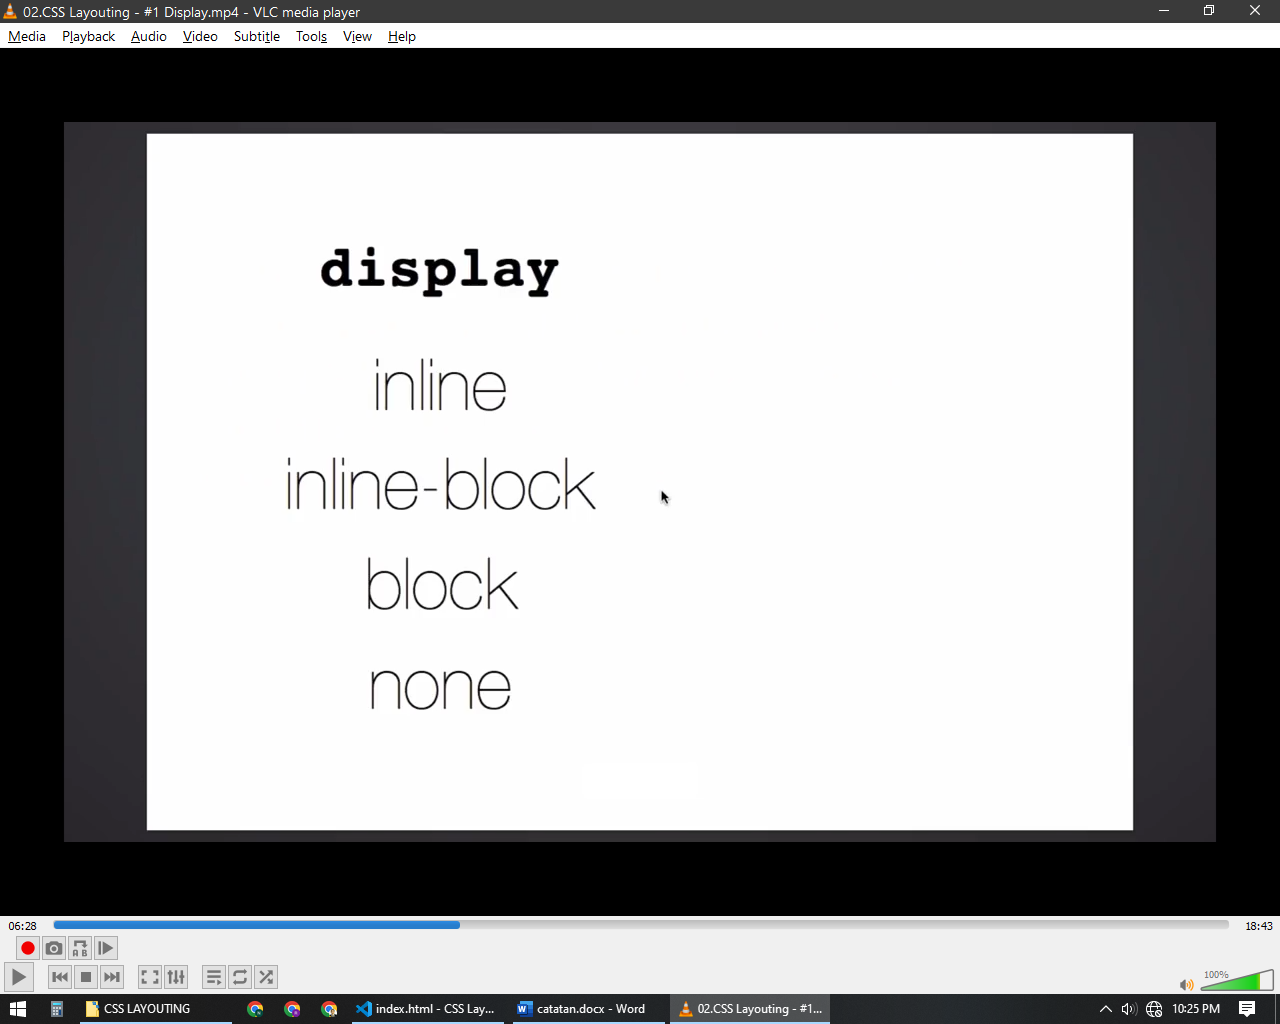 02.CSS Layouting - #1 Display.mp4 - VLC media player
Media Playback Audio Video Subtitle Tools View Help
display
inline
inline-block
block
none
06:28
18:43
A B
100%
CSS LAYOUTING
index.html - CSS Lay...
catatan.docx - Word
02.CSS Layouting - #1...
10:25 PM